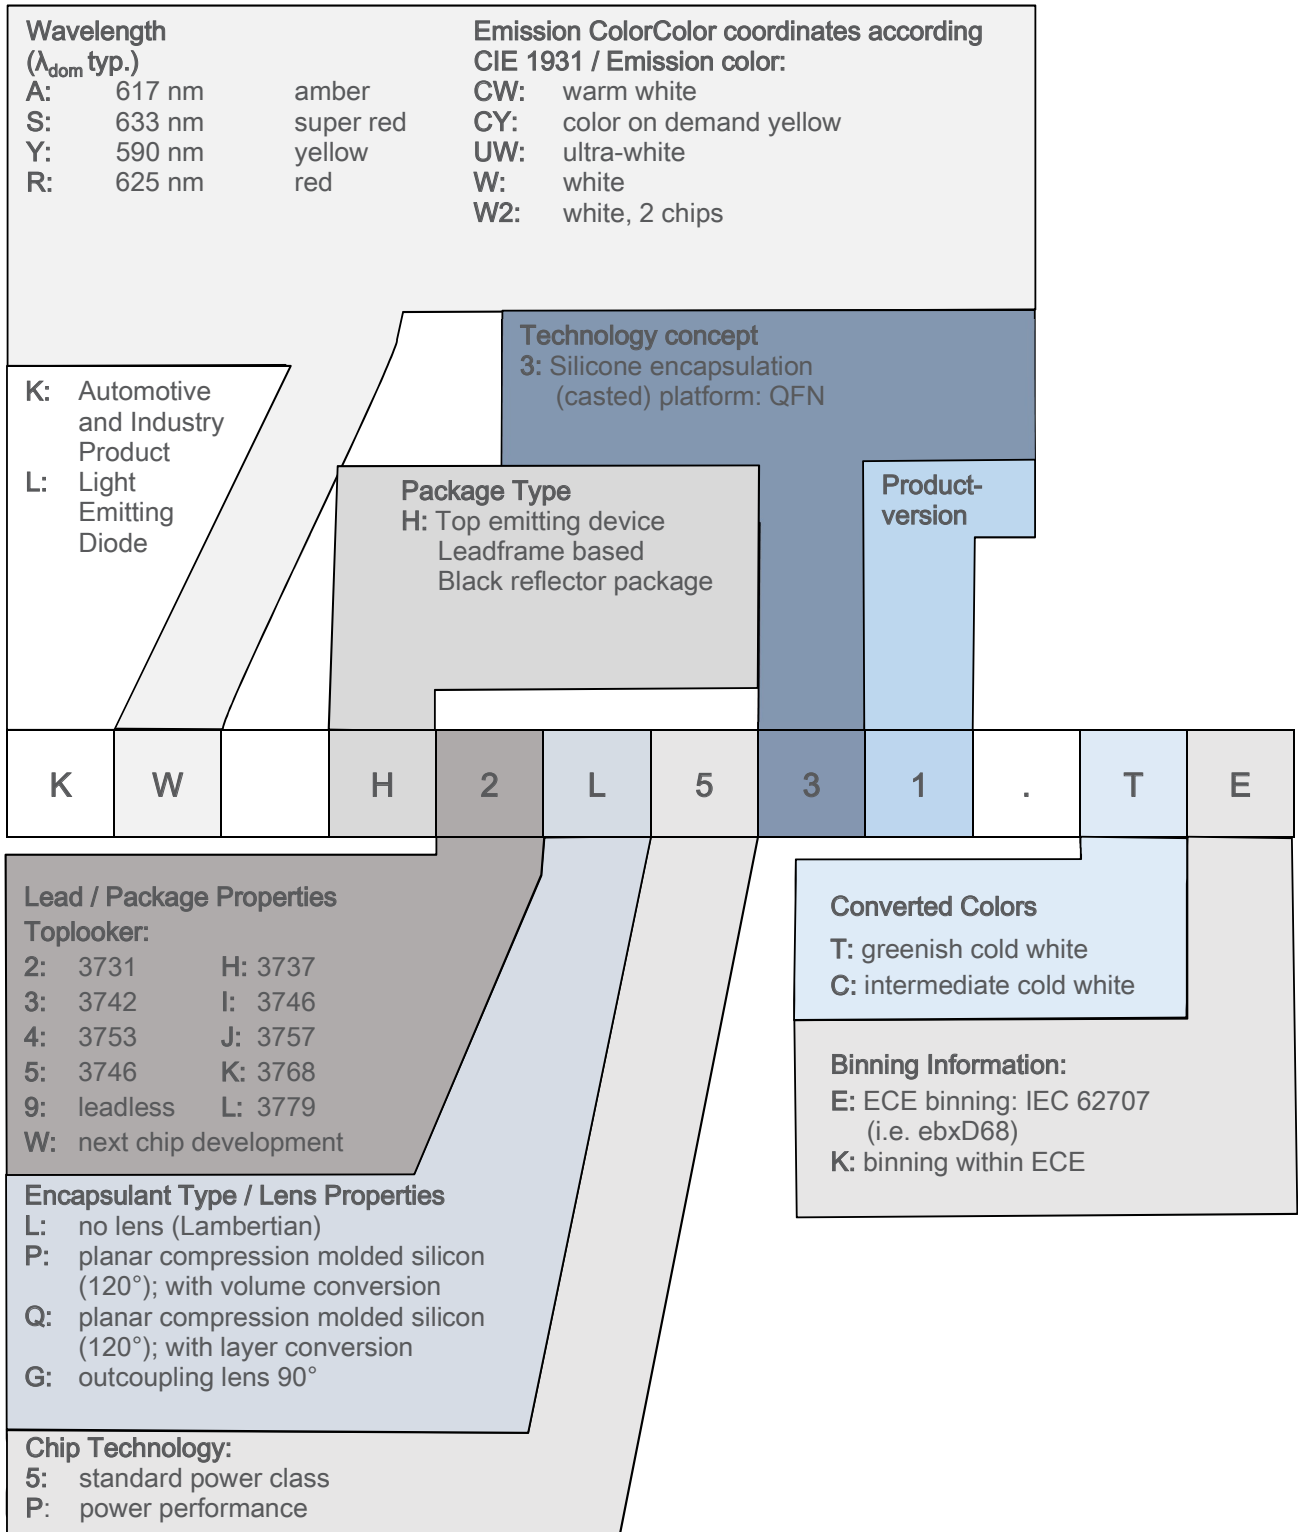 Wavelength
(λdom typ.)
A: 617 nm amber
S: 633 nm super red
Y: 590 nm yellow
R: 625 nm red
Emission ColorColor coordinates according
CIE 1931 / Emission color:
CW: warm white
CY: color on demand yellow
UW: ultra-white
W: white
W2: white, 2 chips
Technology concept
3: Silicone encapsulation
(casted) platform: QFN
K: Automotive
and Industry
Product
L: Light
Emitting
Diode
Package Type
H: Top emitting device
Leadframe based
Black reflector package
Product-
version
K W H 2 L 5 3 1 . T E
Lead / Package Properties
Toplooker:
2: 3731 H: 3737
3: 3742 I: 3746
4: 3753 J: 3757
5: 3746 K: 3768
9: leadless L: 3779
W: next chip development
Converted Colors
T: greenish cold white
C: intermediate cold white
Binning Information:
E: ECE binning: IEC 62707
(i.e. ebxD68)
K: binning within ECE
Encapsulant Type / Lens Properties
L: no lens (Lambertian)
P: planar compression molded silicon
(120°); with volume conversion
Q: planar compression molded silicon
(120°); with layer conversion
G: outcoupling lens 90°
Chip Technology:
5: standard power class
P: power performance